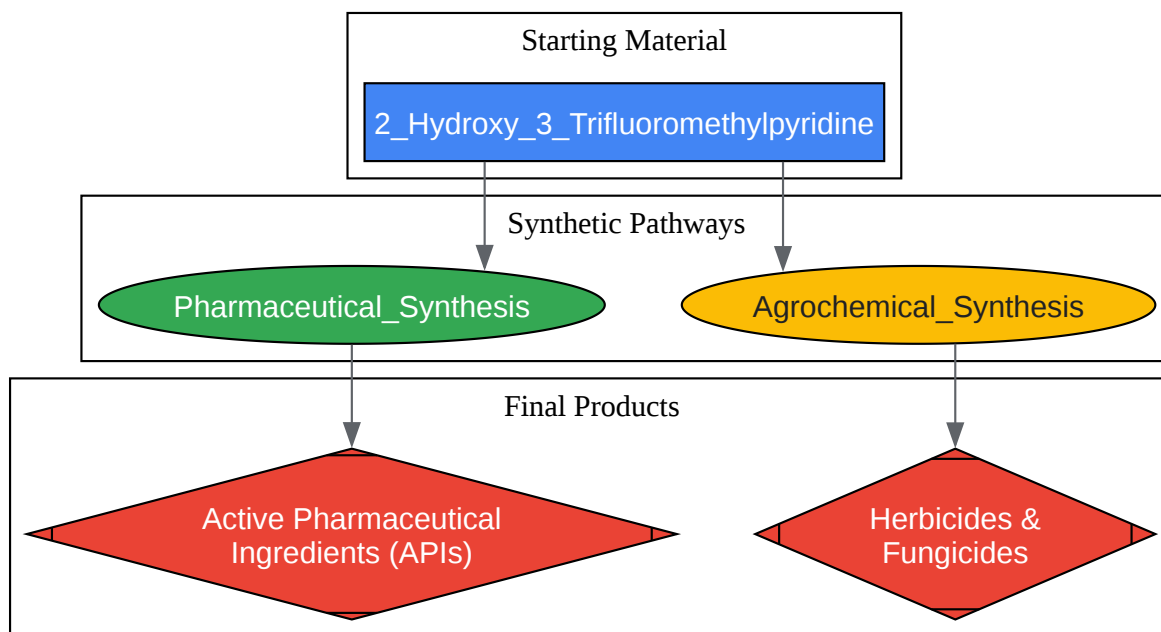 Starting Material
2_Hydroxy_3_Trifluoromethylpyridine
Synthetic Pathways
Pharmaceutical_Synthesis
Agrochemical_Synthesis
Final Products
Active Pharmaceutical
Ingredients (APIs)
Herbicides &
Fungicides